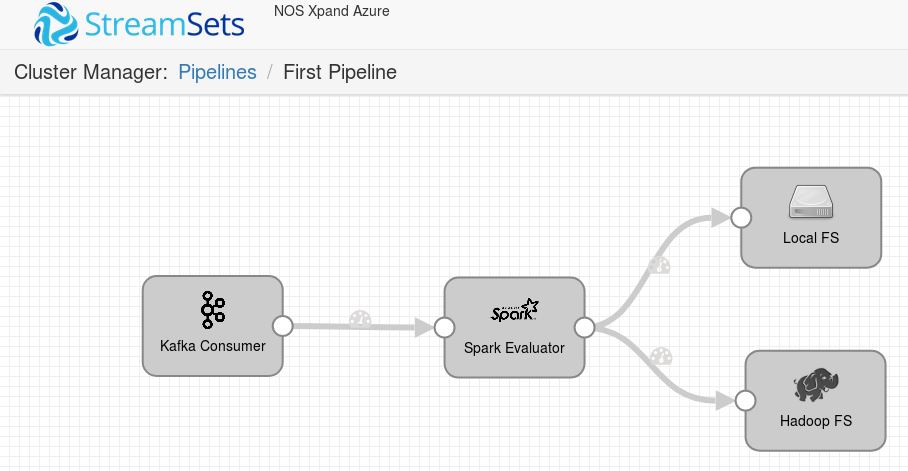 StreamSets
NOS Xpand Azure
Cluster Manager: Pipelines / First Pipeline
Local FS
Kafka Consumer
Spark
Spark Evaluator
Hadoop FS